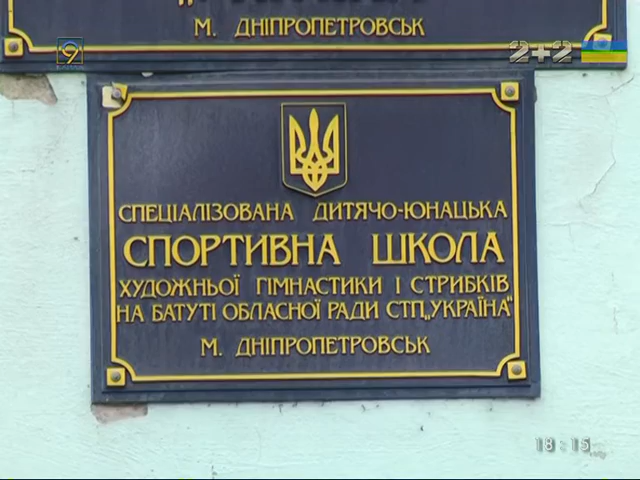 М. ДНІПРОПЕТРОВСЬК
9
2+2
СПЕЦІАЛІЗОВАНА ДИТЯЧО-ЮНАЦЬКА
СПОРТИВНА ШКОЛА
ХУДОЖНЬОЇ ГІМНАСТИКИ І СТРИБКІВ
НА БАТУТІ ОБЛАСНОЇ РАДИ СТП„УКРАЇНА"
М. ДНІПРОПЕТРОВСЬК
18:15